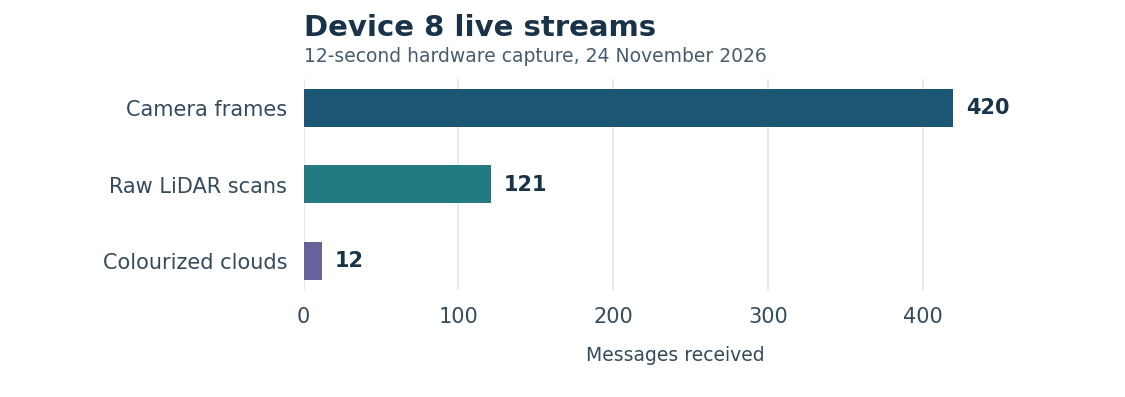 Device 8 live streams
12-second hardware capture, 24 November 2026
Camera frames 420
Raw LiDAR scans 121
Colourized clouds 12
0 100 200 300 400
Messages received